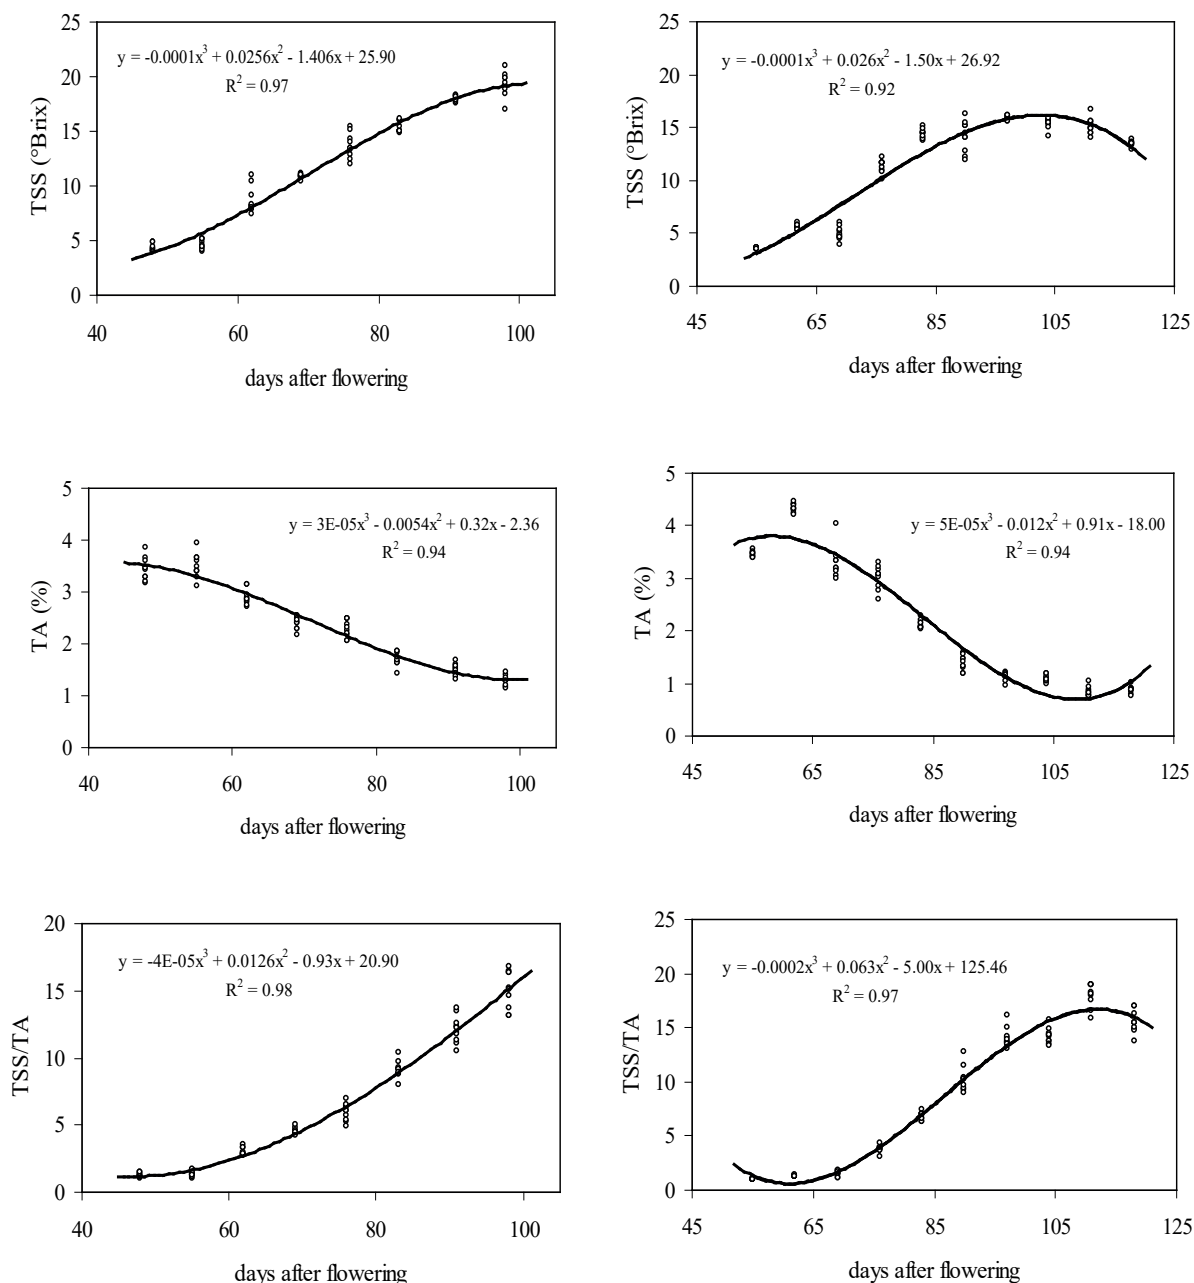 25
20
15
10
5
0
TSS (°Brix)
y = -0.0001x³ + 0.0256x² - 1.406x + 25.90
R² = 0.97
40 60 80 100
days after flowering
25
20
15
10
5
0
TSS (°Brix)
y = -0.0001x³ + 0.026x² - 1.50x + 26.92
R² = 0.92
45 65 85 105 125
days after flowering
5
4
3
2
1
0
TA (%)
y = 3E-05x³ - 0.0054x² + 0.32x - 2.36
R² = 0.94
40 60 80 100
days after flowering
5
4
3
2
1
0
TA (%)
y = 5E-05x³ - 0.012x² + 0.91x - 18.00
R² = 0.94
45 65 85 105 125
days after flowering
20
15
10
5
0
TSS/TA
y = -4E-05x³ + 0.0126x² - 0.93x + 20.90
R² = 0.98
40 60 80 100
days after flowering
25
20
15
10
5
0
TSS/TA
y = -0.0002x³ + 0.063x² - 5.00x + 125.46
R² = 0.97
45 65 85 105 125
days after flowering